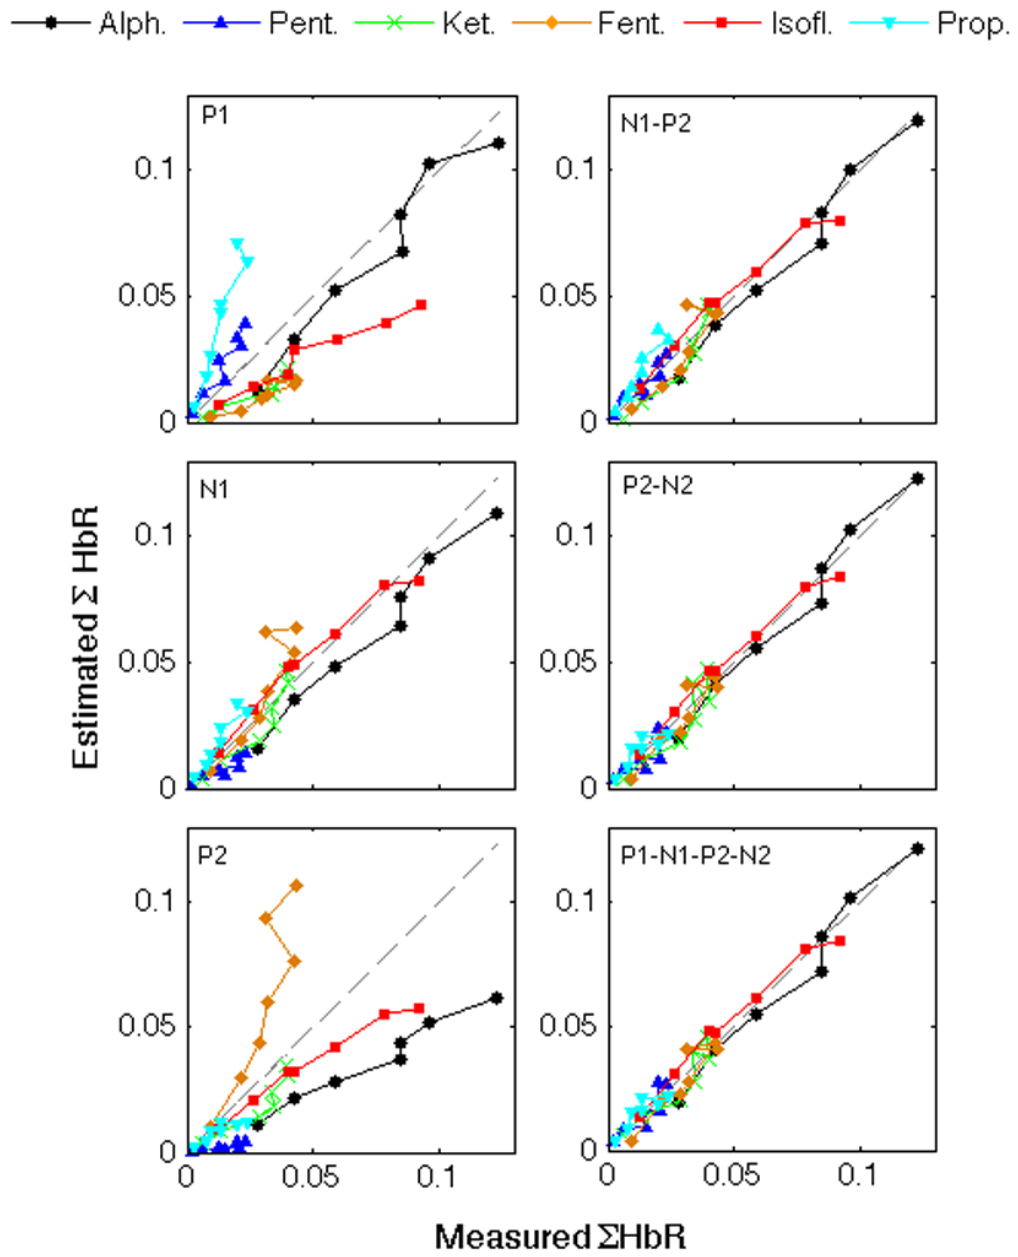 Alph. Pent. Ket. Fent. Isofl. Prop.
P1
0.1
0.05
0
N1-P2
0.1
0.05
0
N1
0.1
0.05
0
P2-N2
0.1
0.05
0
P2
0.1
0.05
0
0 0.05 0.1
P1-N1-P2-N2
0.1
0.05
0
0 0.05 0.1
Estimated Σ HbR
Measured ΣHbR